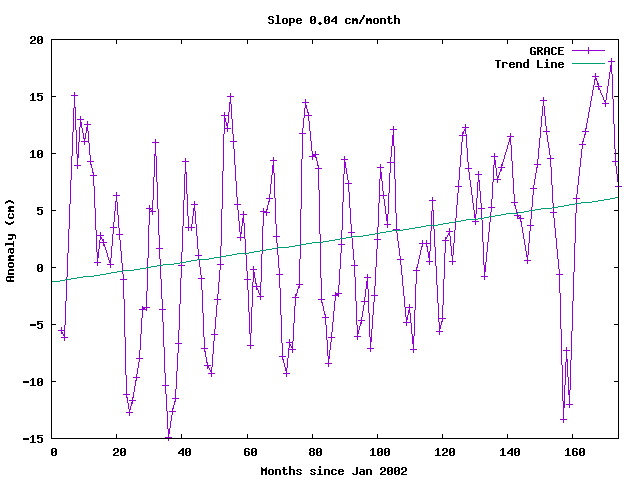 Slope 0.04 cm/month
GRACE
Trend Line
20
15
10
5
0
-5
-10
-15
Anomaly (cm)
0 20 40 60 80 100 120 140 160
Months since Jan 2002